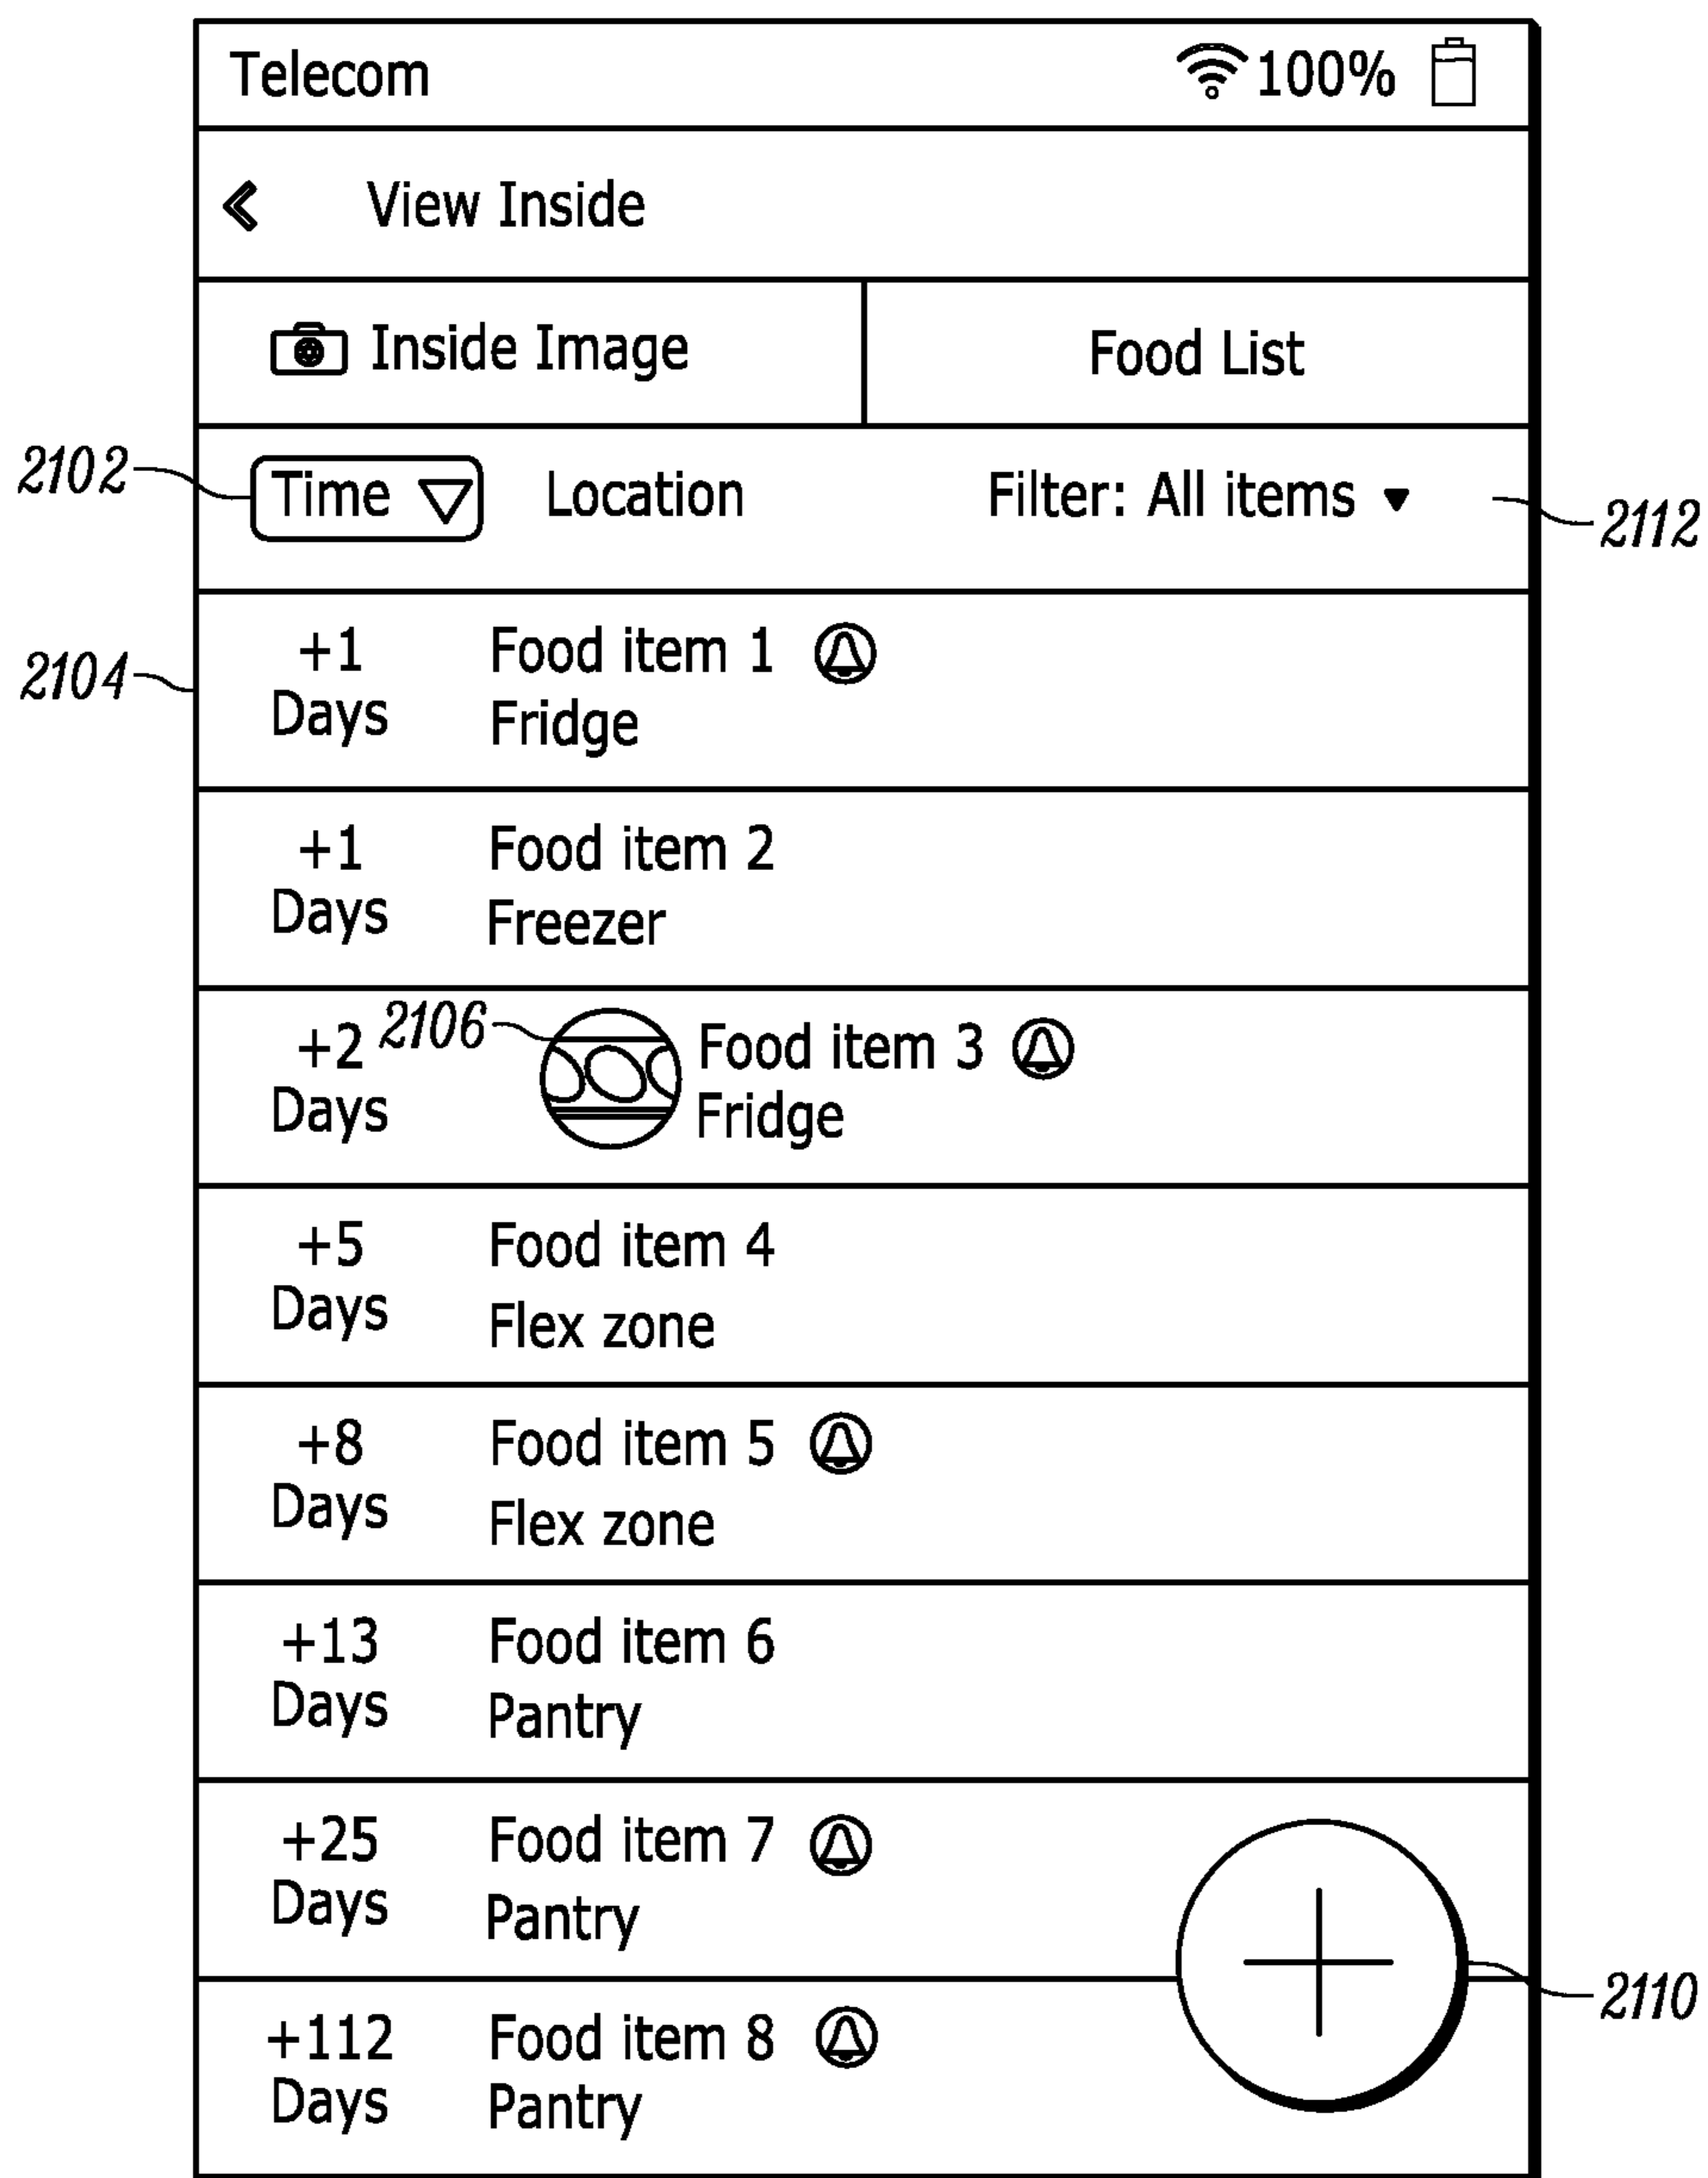 Telecom 100%
View Inside
Inside Image Food List
2102 Time Location Filter: All items 2112
2104
+1 Food item 1
Days Fridge
+1 Food item 2
Days Freezer
+2 2106 Food item 3
Days Fridge
+5 Food item 4
Days Flex zone
+8 Food item 5
Days Flex zone
+13 Food item 6
Days Pantry
+25 Food item 7
Days Pantry
2110
+112 Food item 8
Days Pantry